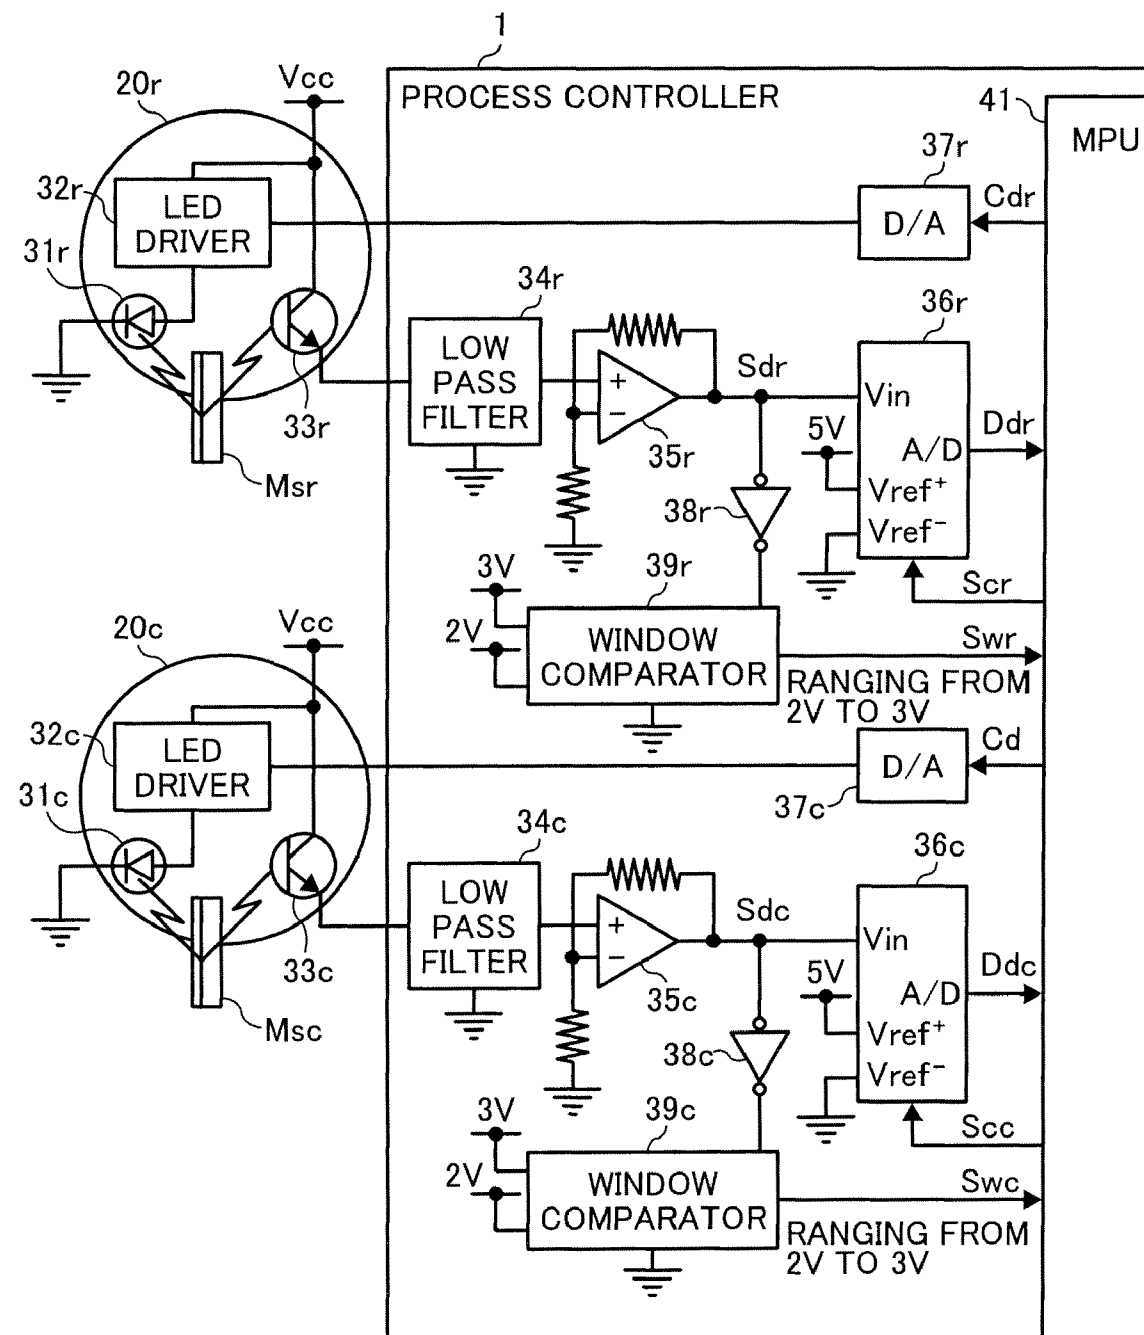 1
PROCESS CONTROLLER
41
MPU
20r
Vcc
37r
D/A
Cdr
32r
LED
DRIVER
31r
33r
Msr
34r
LOW
PASS
FILTER
+
−
35r
Sdr
36r
Vin
A/D
Vref+
Vref−
5V
Ddr
38r
Scr
3V
2V
39r
WINDOW
COMPARATOR
Swr
RANGING FROM
2V TO 3V
20c
Vcc
D/A
37c
Cd
32c
LED
DRIVER
31c
33c
Msc
34c
LOW
PASS
FILTER
+
−
35c
Sdc
36c
Vin
A/D
Vref+
Vref−
5V
Ddc
38c
Scc
3V
2V
39c
WINDOW
COMPARATOR
Swc
RANGING FROM
2V TO 3V